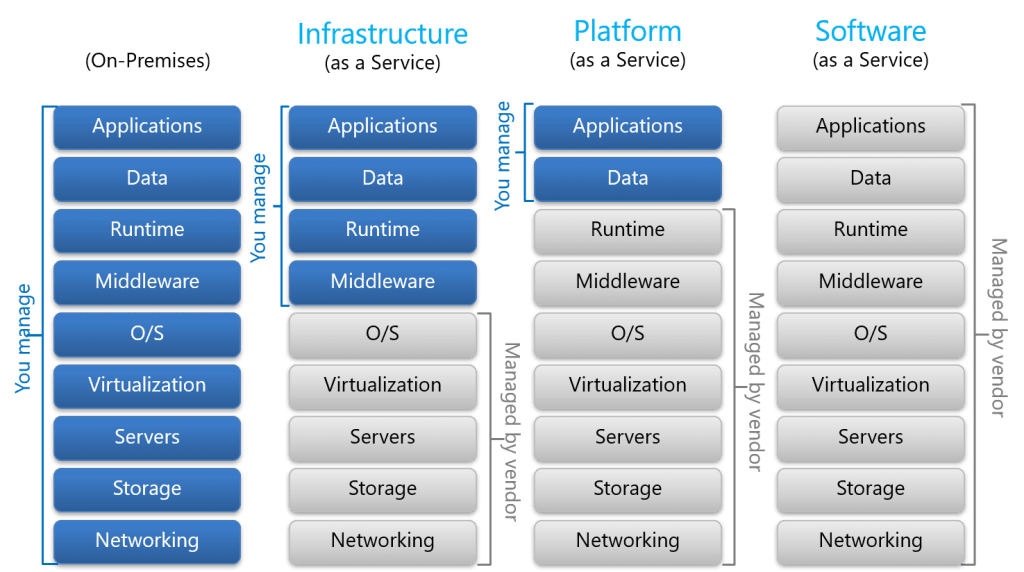 (On-Premises)
Infrastructure
(as a Service)
Platform
(as a Service)
Software
(as a Service)
You manage
Applications
Data
Runtime
Middleware
O/S
Virtualization
Servers
Storage
Networking
You manage
Applications
Data
Runtime
Middleware
O/S
Virtualization
Servers
Storage
Networking
Managed by vendor
You manage
Applications
Data
Runtime
Middleware
O/S
Virtualization
Servers
Storage
Networking
Managed by vendor
Applications
Data
Runtime
Middleware
O/S
Virtualization
Servers
Storage
Networking
Managed by vendor